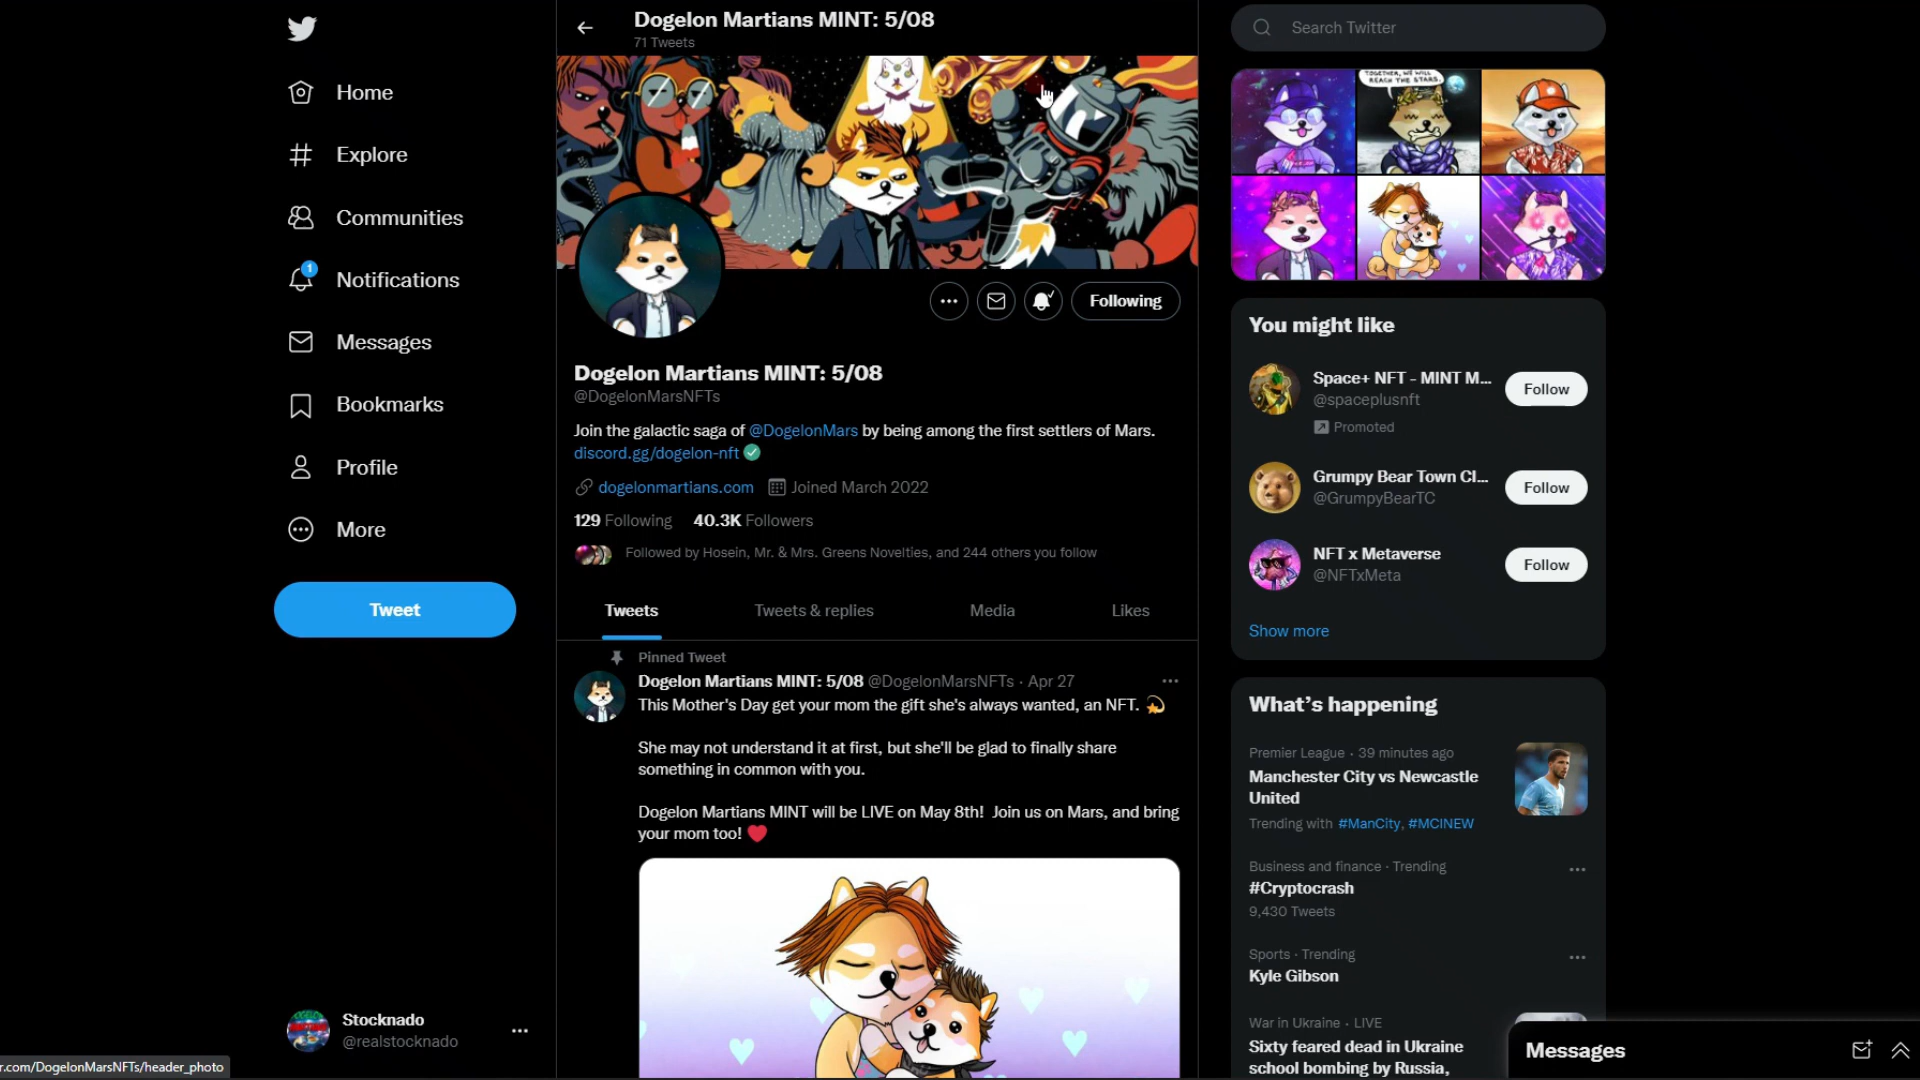 Home
Explore
Communities
1
Notifications
Messages
Bookmarks
Profile
More
Tweet
Stocknado
@realstocknado
r.com/DogelonMarsNFTs/header_photo
Dogelon Martians MINT: 5/08
71 Tweets
Following
Dogelon Martians MINT: 5/08
@DogelonMarsNFTs
Join the galactic saga of @DogelonMars by being among the first settlers of Mars.
discord.gg/dogelon-nft
dogelonmartians.com Joined March 2022
129 Following 40.3K Followers
Followed by Hosein, Mr. & Mrs. Greens Novelties, and 244 others you follow
Tweets Tweets & replies Media Likes
Pinned Tweet
Dogelon Martians MINT: 5/08 @DogelonMarsNFTs · Apr 27
This Mother's Day get your mom the gift she's always wanted, an NFT.
She may not understand it at first, but she'll be glad to finally share
something in common with you.
Dogelon Martians MINT will be LIVE on May 8th! Join us on Mars, and bring
your mom too!
Search Twitter
TOGETHER, WE WILL
REACH THE STARS.
You might like
Space+ NFT - MINT M...
@spaceplusnft
Follow
Promoted
Grumpy Bear Town Cl...
@GrumpyBearTC
Follow
NFT x Metaverse
@NFTxMeta
Follow
Show more
What's happening
Premier League · 39 minutes ago
Manchester City vs Newcastle
United
Trending with #ManCity, #MCINEW
Business and finance · Trending
#Cryptocrash
9,430 Tweets
Sports · Trending
Kyle Gibson
War in Ukraine · LIVE
Sixty feared dead in Ukraine
school bombing by Russia,
Messages